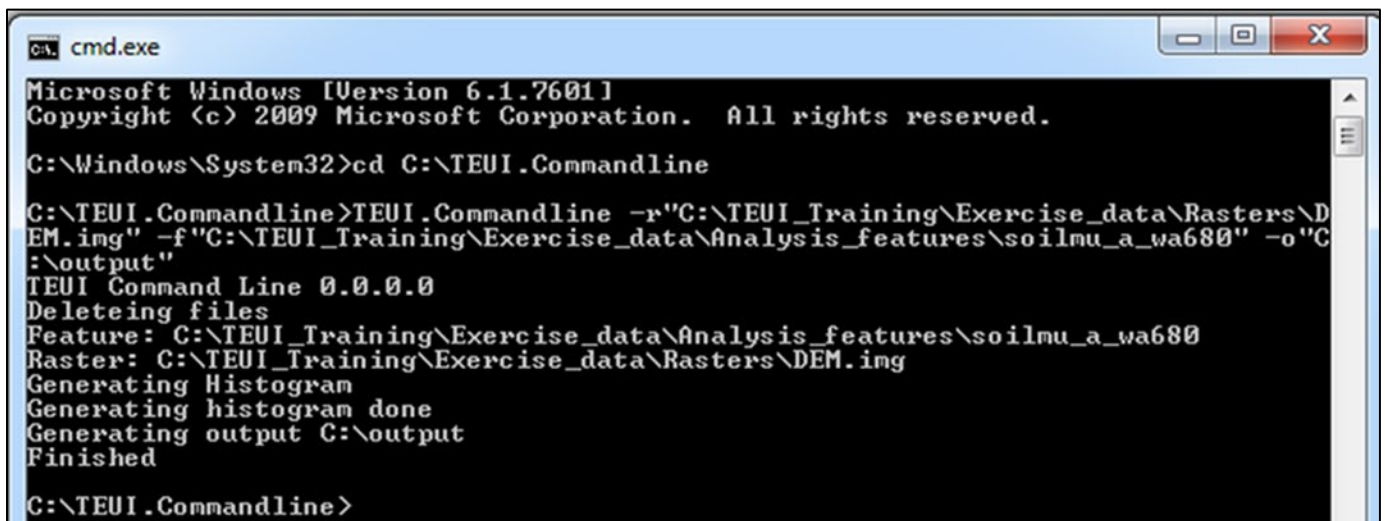 cmd.exe
Microsoft Windows [Version 6.1.7601]
Copyright (c) 2009 Microsoft Corporation.  All rights reserved.
C:\Windows\System32>cd C:\TEUI.Commandline
C:\TEUI.Commandline>TEUI.Commandline -r"C:\TEUI_Training\Exercise_data\Rasters\D
EM.img" -f"C:\TEUI_Training\Exercise_data\Analysis_features\soilmu_a_wa680" -o"C
:\output"
TEUI Command Line 0.0.0.0
Deleteing files
Feature: C:\TEUI_Training\Exercise_data\Analysis_features\soilmu_a_wa680
Raster: C:\TEUI_Training\Exercise_data\Rasters\DEM.img
Generating Histogram
Generating histogram done
Generating output C:\output
Finished
C:\TEUI.Commandline>